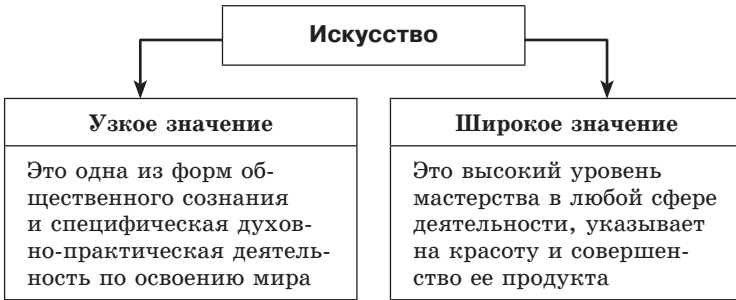 Искусство
Узкое значение
Это одна из форм об-
щественного сознания
и специфическая духов-
но-практическая деятель-
ность по освоению мира
Широкое значение
Это высокий уровень
мастерства в любой сфере
деятельности, указывает
на красоту и совершен-
ство ее продукта